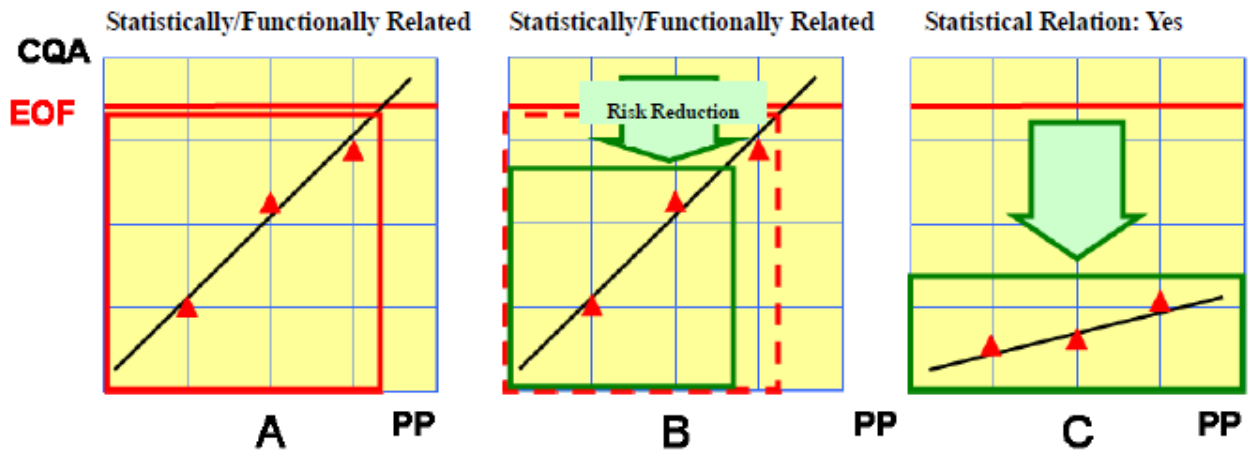 Statistically/Functionally Related
Statistically/Functionally Related
Statistical Relation: Yes
CQA
EOF
Risk Reduction
A
PP
B
PP
C
PP